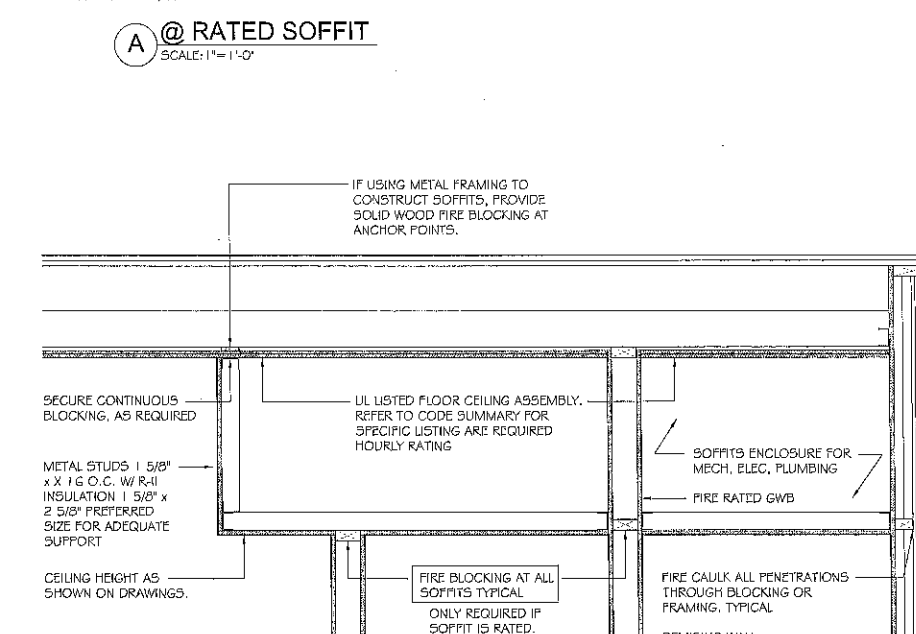 A @ RATED SOFFIT
SCALE: 1"= 1'-0"
IF USING METAL FRAMING TO
CONSTRUCT SOFFITS, PROVIDE
SOLID WOOD FIRE BLOCKING AT
ANCHOR POINTS.
SECURE CONTINUOUS
BLOCKING, AS REQUIRED
UL LISTED FLOOR CEILING ASSEMBLY.
REFER TO CODE SUMMARY FOR
SPECIFIC LISTING ARE REQUIRED
HOURLY RATING
SOFFITS ENCLOSURE FOR
MECH, ELEC, PLUMBING
METAL STUDS 1 5/8"
x X 16 O.C. W/ R-11
INSULATION 1 5/8" x
2 5/8" PREFERRED
SIZE FOR ADEQUATE
SUPPORT
FIRE RATED GWB
CEILING HEIGHT AS
SHOWN ON DRAWINGS.
FIRE BLOCKING AT ALL
SOFFITS TYPICAL
ONLY REQUIRED IF
SOFFIT IS RATED.
FIRE CAULK ALL PENETRATIONS
THROUGH BLOCKING OR
FRAMING, TYPICAL